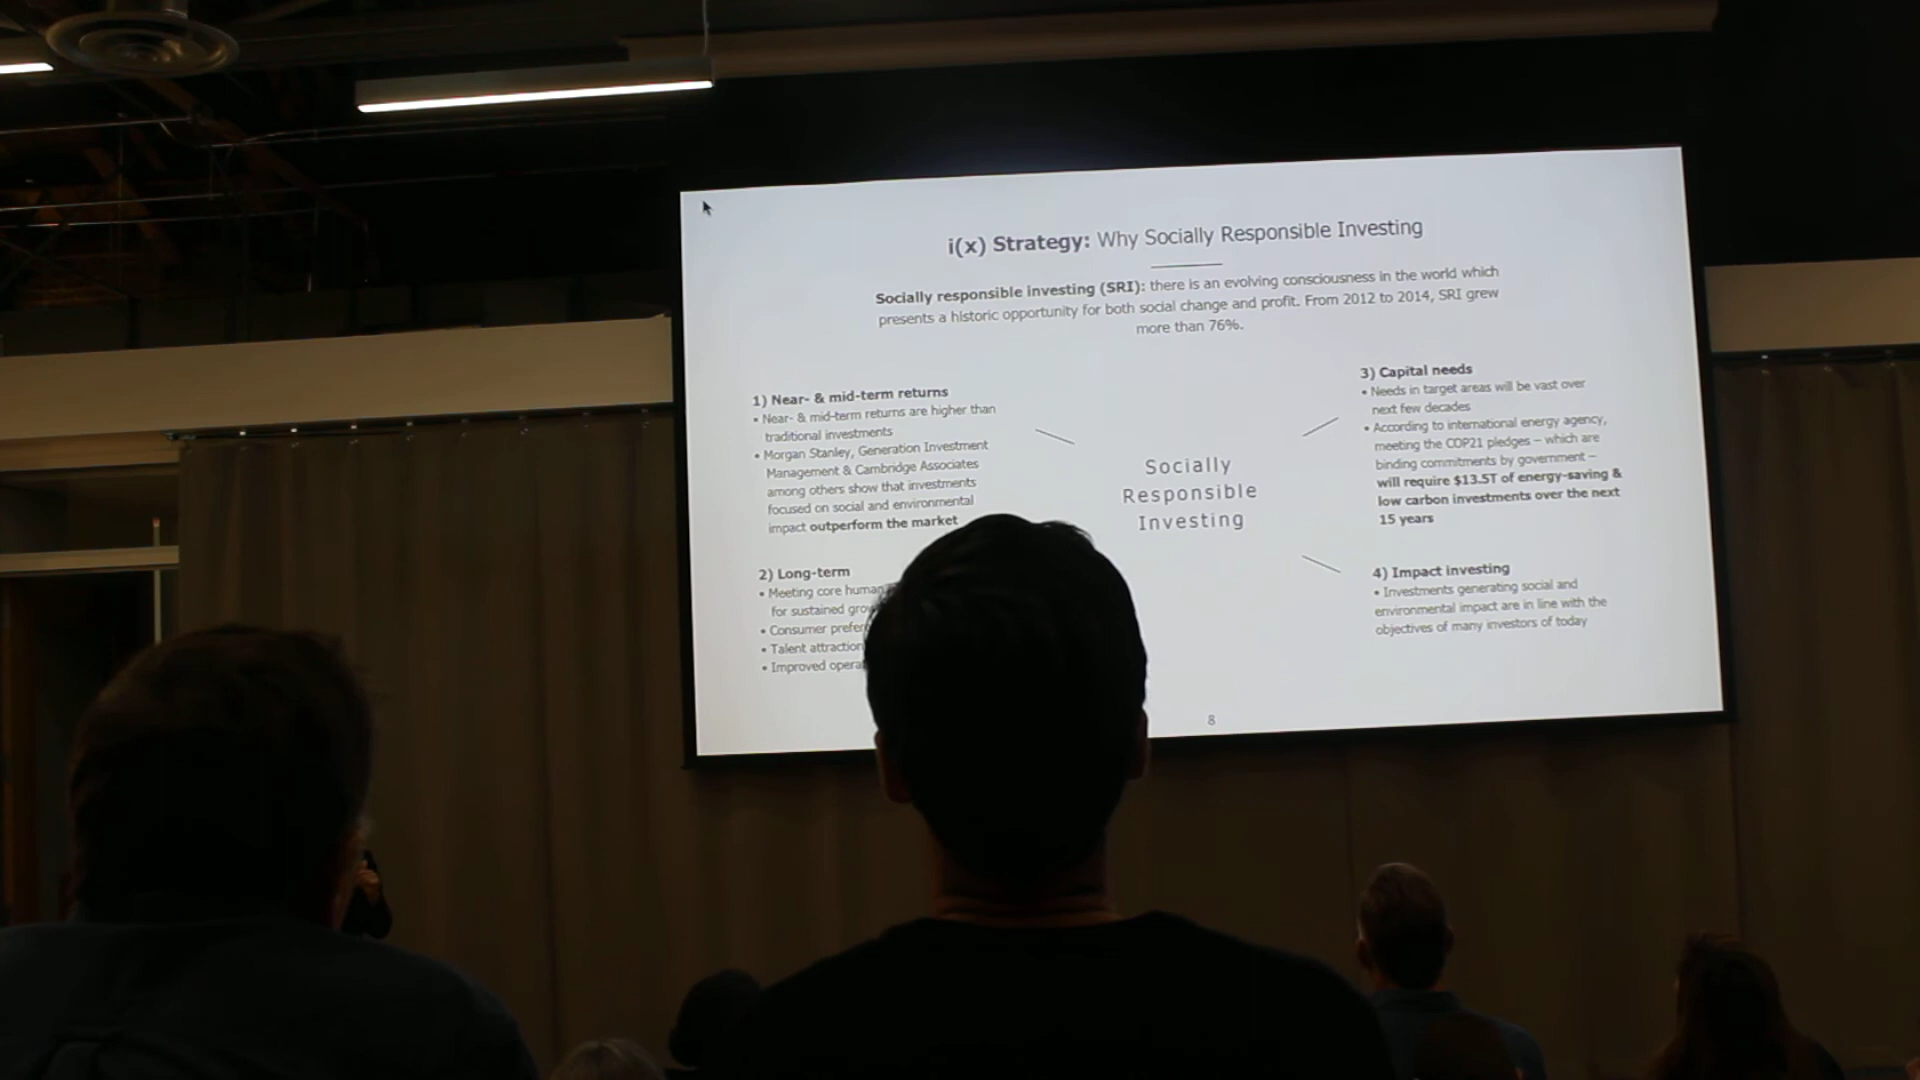 i(x) Strategy: Why Socially Responsible Investing
Socially responsible investing (SRI): there is an evolving consciousness in the world which
presents a historic opportunity for both social change and profit. From 2012 to 2014, SRI grew
more than 76%.
1) Near- & mid-term returns
• Near- & mid-term returns are higher than
traditional investments
• Morgan Stanley, Generation Investment
Management & Cambridge Associates
among others show that investments
focused on social and environmental
impact outperform the market
2) Long-term
• Meeting core human
for sustained
• Consumer
• Talent attraction
• Improved
Socially
Responsible
Investing
3) Capital needs
• Needs in target areas will be vast over
next few decades
• According to international energy agency,
meeting the COP21 pledges – which are
binding commitments by government –
will require $13.5T of energy-saving &
low carbon investments over the next
15 years
4) Impact investing
• Investments generating social and
environmental impact are in line with the
objectives of many investors of today
8